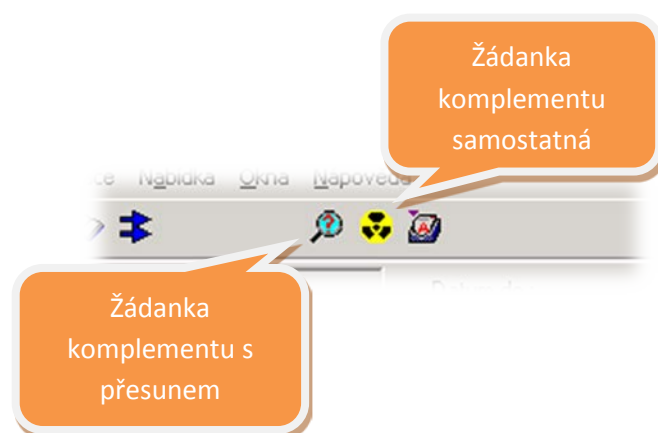 Žádanka
komplementu
samostatná
Nabídka Okna Nápověda
Žádanka
komplementu s
přesunem